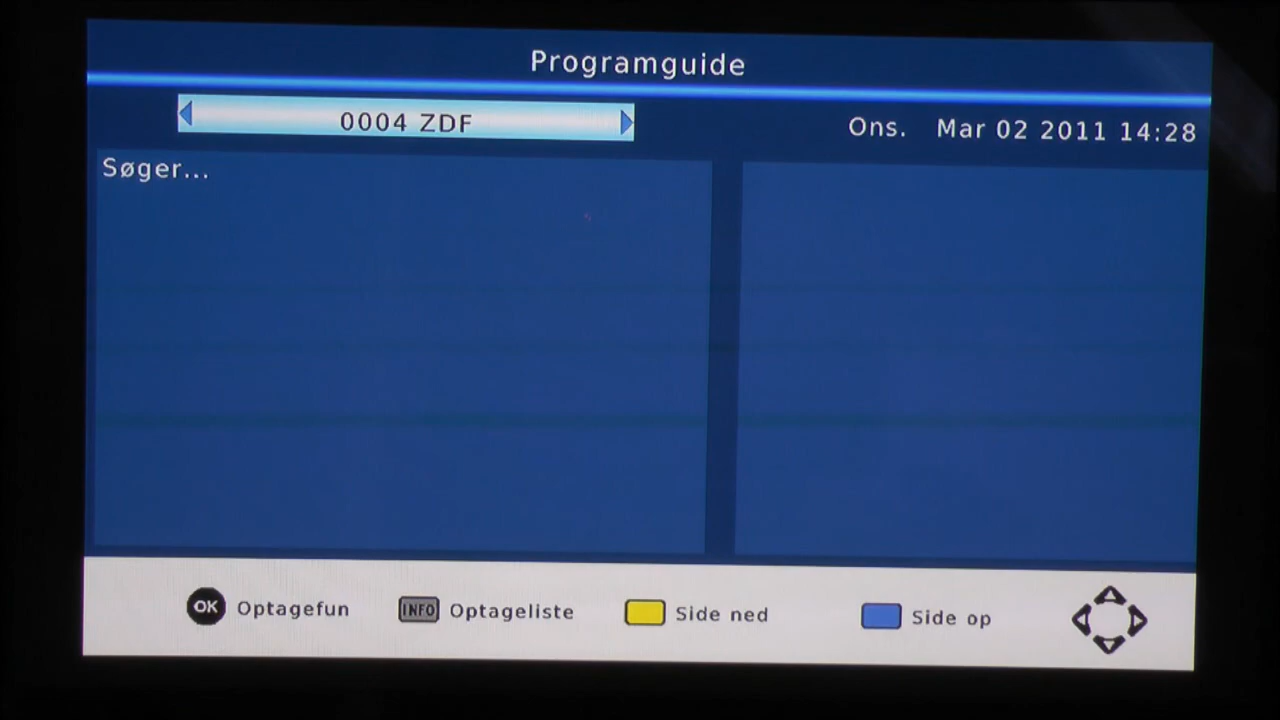 Programguide
0004 ZDF
Ons. Mar 02 2011 14:28
Søger...
OK Optagefun INFO Optageliste Side ned Side op